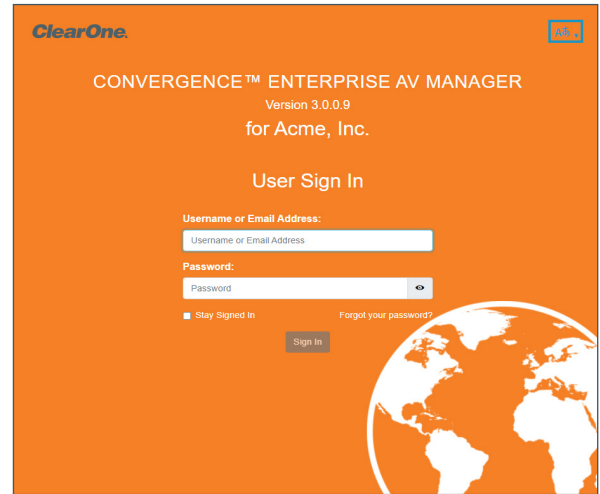 ClearOne.
CONVERGENCE™ ENTERPRISE AV MANAGER
Version 3.0.0.9
for Acme, Inc.
User Sign In
Username or Email Address:
Username or Email Address
Password:
Password
Stay Signed In
Forgot your password?
Sign In